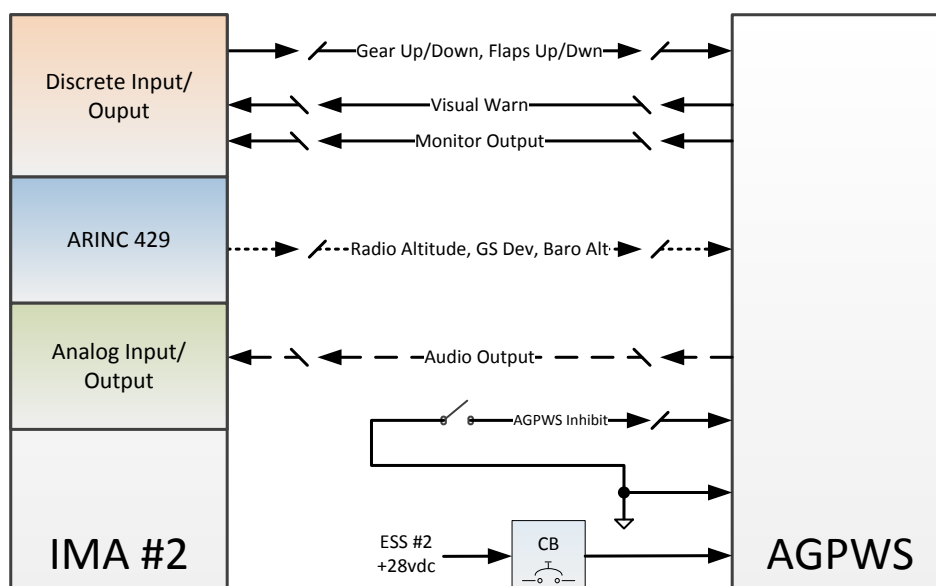 Discrete Input/
Ouput
Gear Up/Down, Flaps Up/Dwn
Visual Warn
Monitor Output
ARINC 429
Radio Altitude, GS Dev, Baro Alt
Analog Input/
Output
Audio Output
AGPWS Inhibit
IMA #2
ESS #2
+28vdc
CB
AGPWS